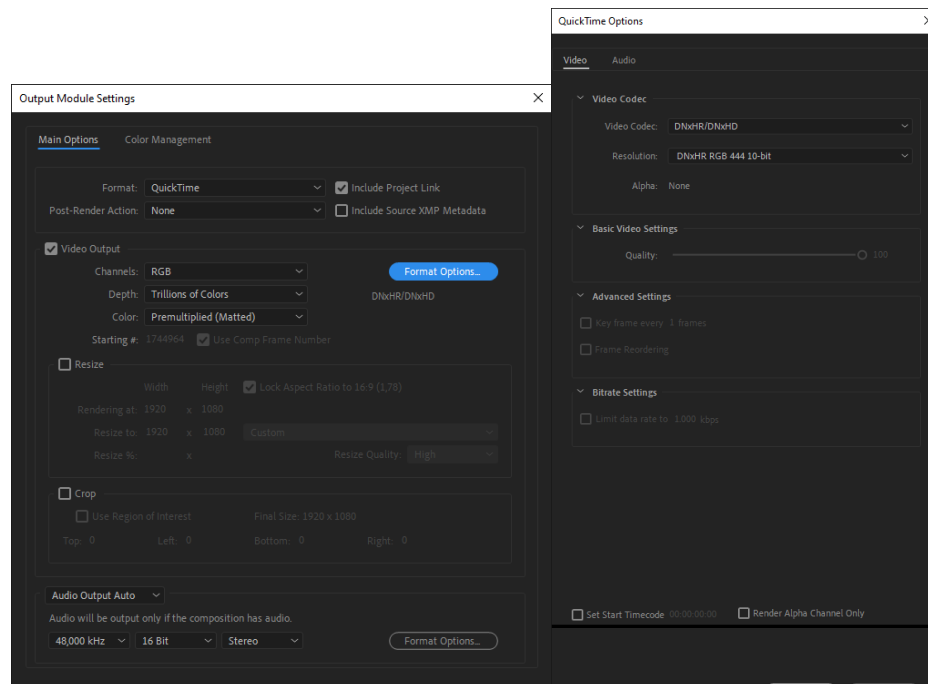 Output Module Settings
Main Options Color Management
Format: QuickTime Include Project Link
Post-Render Action: None Include Source XMP Metadata
Video Output
Channels: RGB Format Options...
Depth: Trillions of Colors DNxHR/DNxHD
Color: Premultiplied (Matted)
Starting #: 1744964 Use Comp Frame Number
Resize
Width Height Lock Aspect Ratio to 16:9 (1,78)
Rendering at: 1920 x 1080
Resize to: 1920 x 1080 Custom
Resize %: x Resize Quality: High
Crop
Use Region of Interest Final Size: 1920 x 1080
Top: 0 Left: 0 Bottom: 0 Right: 0
Audio Output Auto
Audio will be output only if the composition has audio.
48,000 kHz 16 Bit Stereo Format Options...
QuickTime Options
Video Audio
Video Codec
Video Codec: DNxHR/DNxHD
Resolution: DNxHR RGB 444 10-bit
Alpha: None
Basic Video Settings
Quality: 100
Advanced Settings
Key frame every 1 frames
Frame Reordering
Bitrate Settings
Limit data rate to 1.000 kbps
Set Start Timecode 00:00:00:00 Render Alpha Channel Only